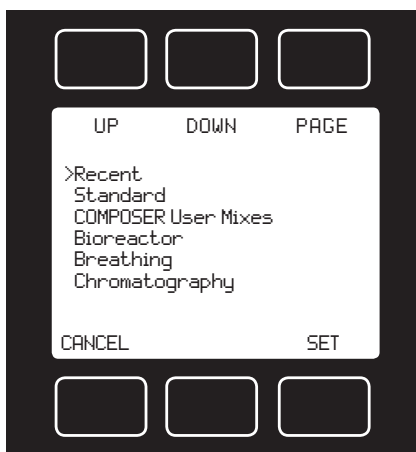 UP DOWN PAGE
>Recent
Standard
COMPOSER User Mixes
Bioreactor
Breathing
Chromatography
CANCEL SET